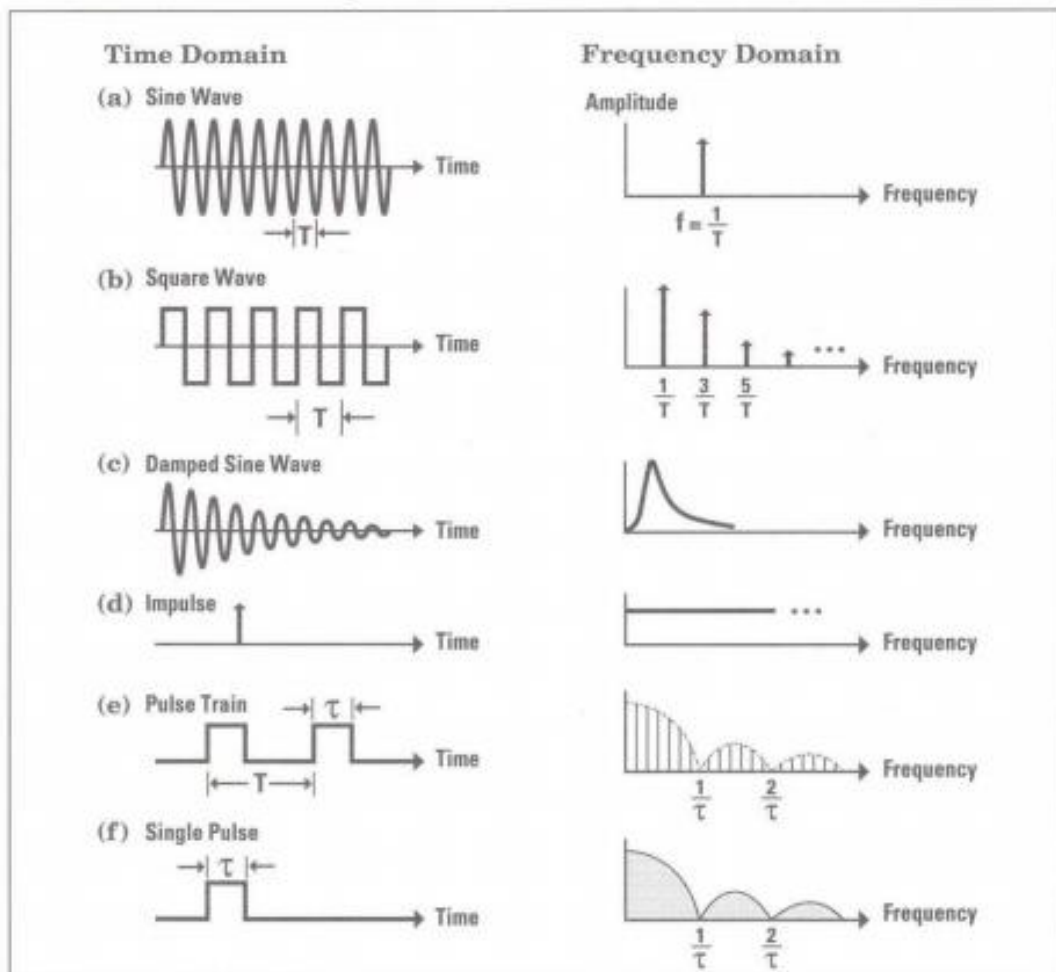 Time Domain
Frequency Domain
(a) Sine Wave
Time
T
Amplitude
Frequency
f = 1/T
(b) Square Wave
Time
T
Frequency
1/T 3/T 5/T
(c) Damped Sine Wave
Time
Frequency
(d) Impulse
Time
Frequency
(e) Pulse Train
τ
Time
T
Frequency
1/τ 2/τ
(f) Single Pulse
τ
Time
Frequency
1/τ 2/τ